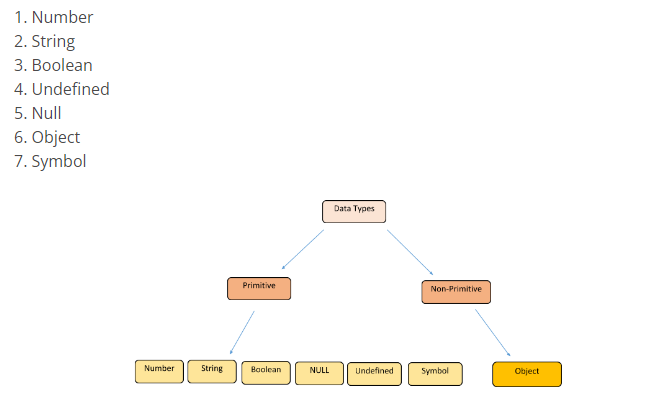 1. Number
2. String
3. Boolean
4. Undefined
5. Null
6. Object
7. Symbol
Data Types
Primitive
Non-Primitive
Number
String
Boolean
NULL
Undefined
Symbol
Object